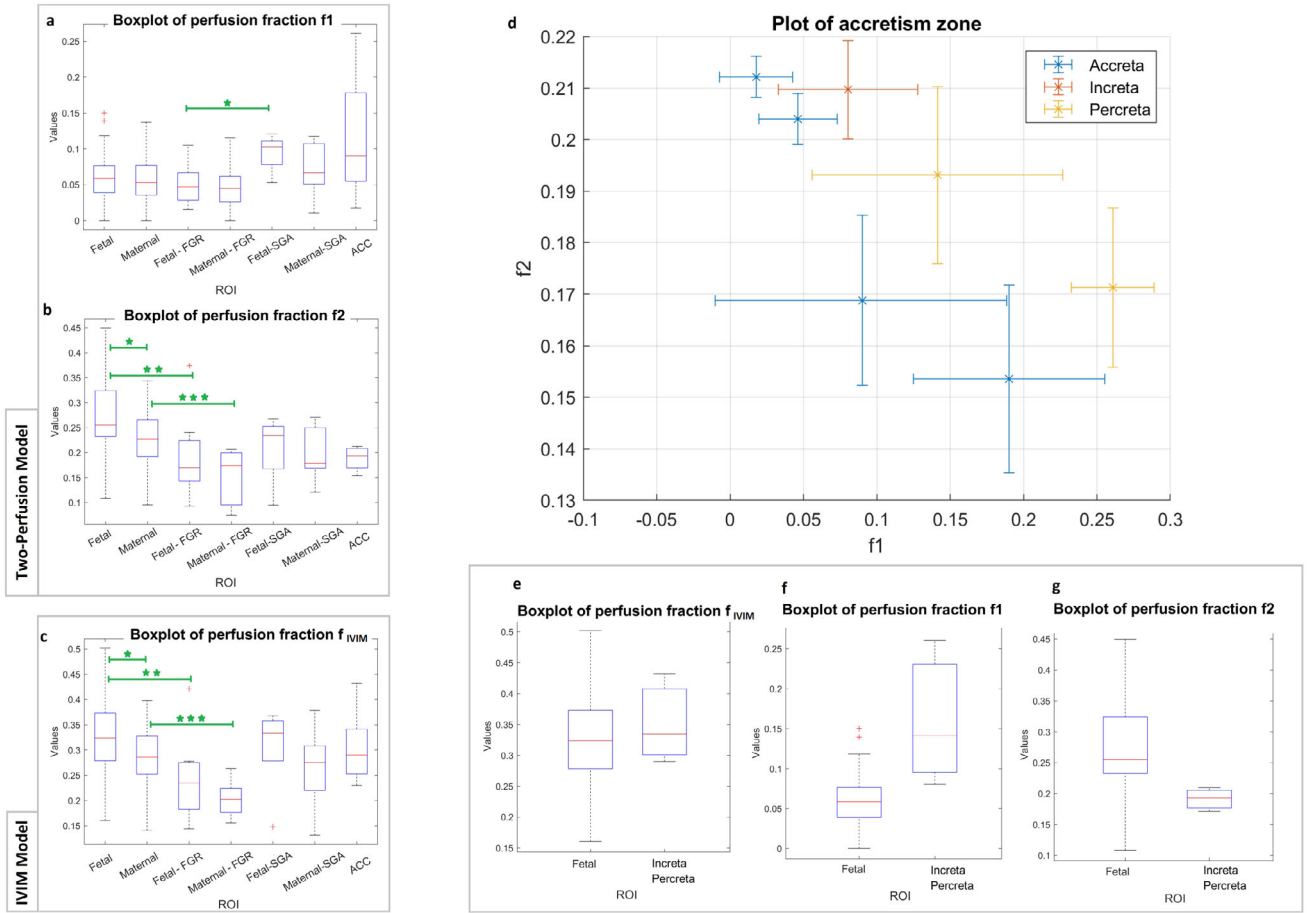 a
Boxplot of perfusion fraction f1
0.25
0.2
0.15
0.1
0.05
0
Values
Fetal
Maternal
Fetal - FGR
Maternal - FGR
Fetal-SGA
Maternal-SGA
ACC
ROI
b
Boxplot of perfusion fraction f2
0.45
0.4
0.35
0.3
0.25
0.2
0.15
0.1
Values
Fetal
Maternal
Fetal - FGR
Maternal - FGR
Fetal-SGA
Maternal-SGA
ACC
ROI
Two-Perfusion Model
c
Boxplot of perfusion fraction f IVIM
0.5
0.45
0.4
0.35
0.3
0.25
0.2
0.15
Values
Fetal
Maternal
Fetal - FGR
Maternal - FGR
Fetal-SGA
Maternal-SGA
ACC
ROI
IVIM Model
d
Plot of accretism zone
0.22
0.21
0.2
0.19
0.18
0.17
0.16
0.15
0.14
0.13
f2
-0.1 -0.05 0 0.05 0.1 0.15 0.2 0.25 0.3
f1
Accreta
Increta
Percreta
e
Boxplot of perfusion fraction f IVIM
0.5
0.45
0.4
0.35
0.3
0.25
0.2
0.15
Values
Fetal
Increta
Percreta
ROI
f
Boxplot of perfusion fraction f1
0.25
0.2
0.15
0.1
0.05
0
Values
Fetal
Increta
Percreta
ROI
g
Boxplot of perfusion fraction f2
0.45
0.4
0.35
0.3
0.25
0.2
0.15
0.1
Values
Fetal
Increta
Percreta
ROI